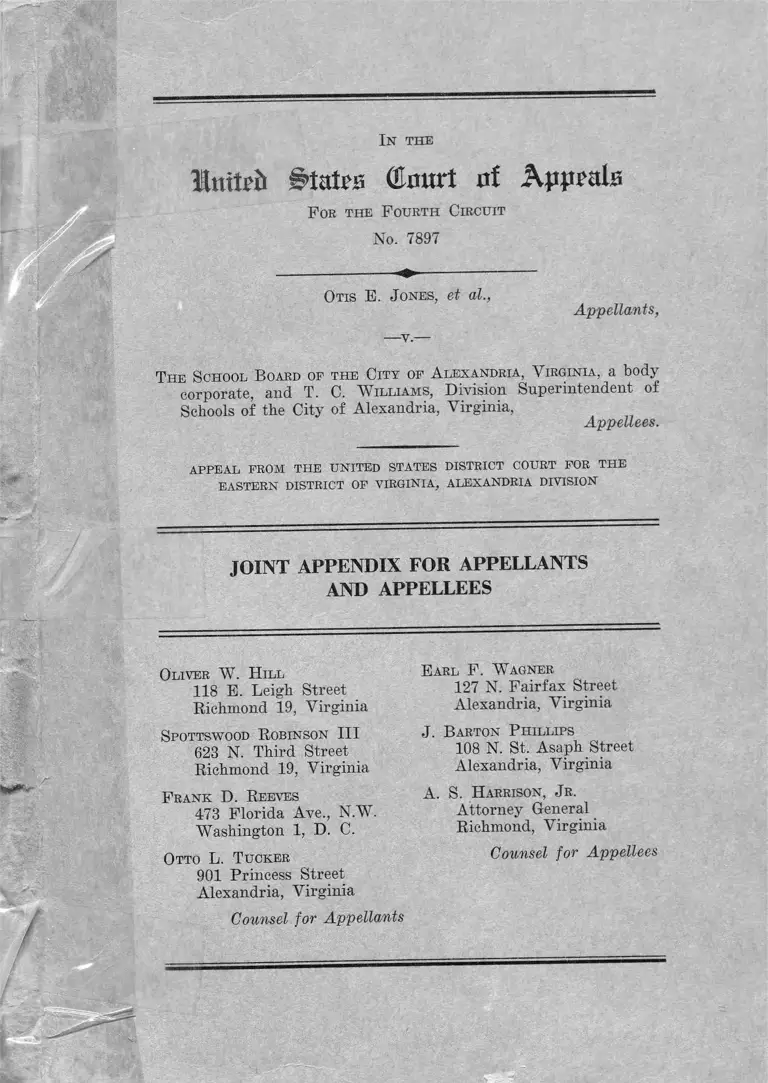 IN THE
United States Court of Appeals
FOR THE FOURTH CIRCUIT
No. 7897
OTIS E. JONES, et al.,
Appellants,
—v.—
THE SCHOOL BOARD OF THE CITY OF ALEXANDRIA, VIRGINIA, a body
corporate, and T. C. WILLIAMS, Division Superintendent of
Schools of the City of Alexandria, Virginia,
Appellees.
APPEAL FROM THE UNITED STATES DISTRICT COURT FOR THE
EASTERN DISTRICT OF VIRGINIA, ALEXANDRIA DIVISION
JOINT APPENDIX FOR APPELLANTS
AND APPELLEES
OLIVER W. HILL
118 E. Leigh Street
Richmond 19, Virginia
SPOTTSWOOD ROBINSON III
623 N. Third Street
Richmond 19, Virginia
FRANK D. REEVES
473 Florida Ave., N.W.
Washington 1, D. C.
OTTO L. TUCKER
901 Princess Street
Alexandria, Virginia
Counsel for Appellants
EARL F. WAGNER
127 N. Fairfax Street
Alexandria, Virginia
J. BARTON PHILLIPS
108 N. St. Asaph Street
Alexandria, Virginia
A. S. HARRISON, JR.
Attorney General
Richmond, Virginia
Counsel for Appellees